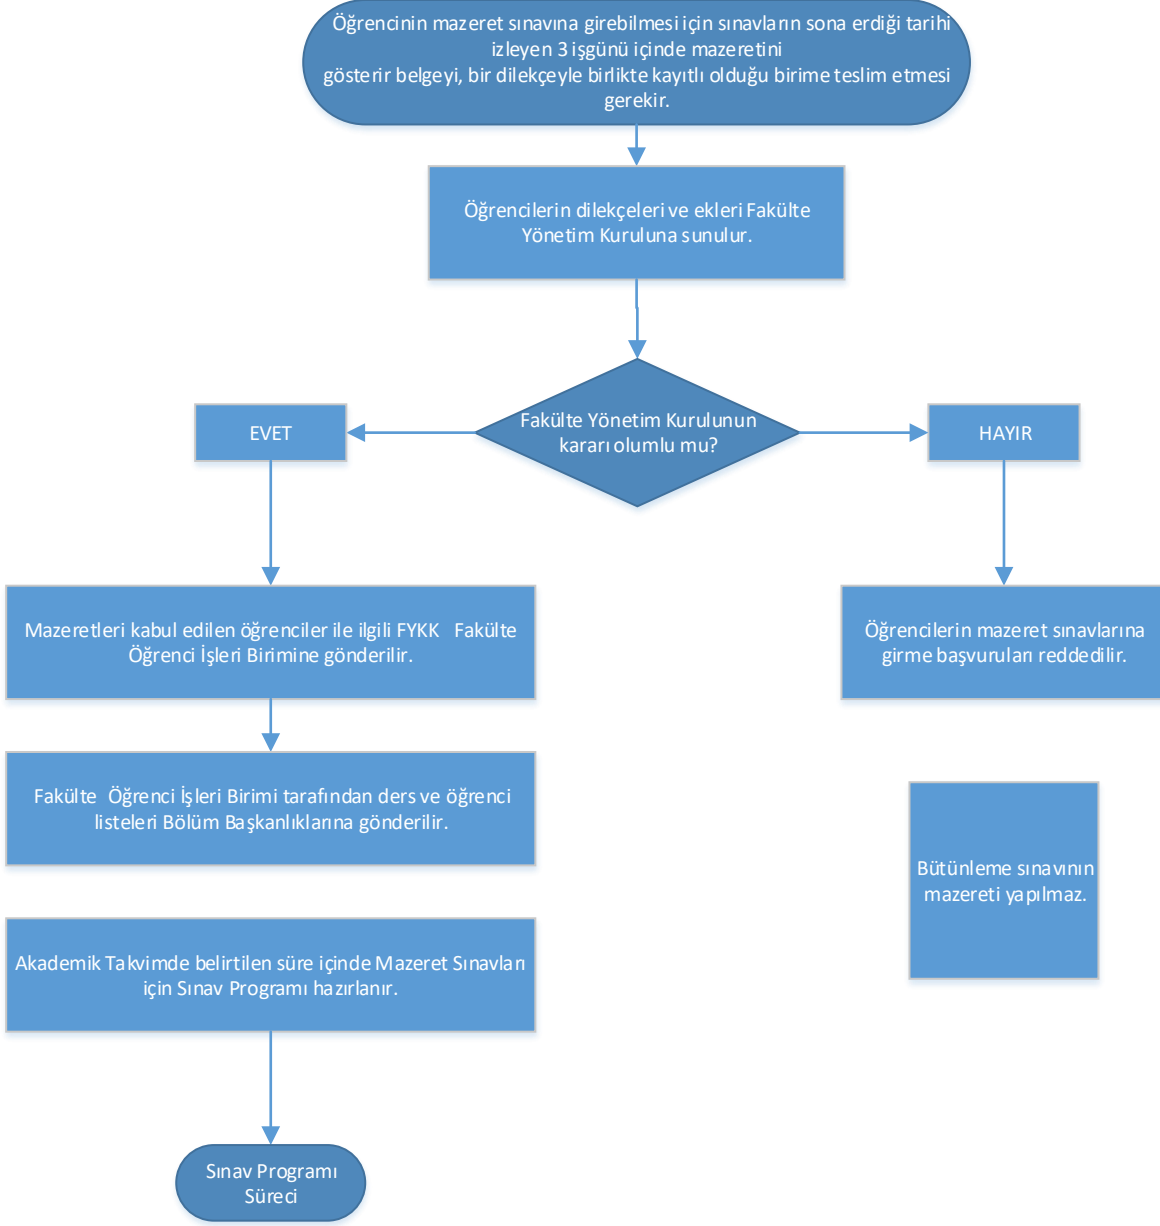 Öğrencinin mazeret sınavına girebilmesi için sınavların sona erdiği tarihi
izleyen 3 işgünü içinde mazeretini
gösterir belgeyi, bir dilekçeyle birlikte kayıtlı olduğu birime teslim etmesi
gerekir.
Öğrencilerin dilekçeleri ve ekleri Fakülte
Yönetim Kuruluna sunulur.
Fakülte Yönetim Kurulunun
kararı olumlu mu?
EVET
HAYIR
Mazeretleri kabul edilen öğrenciler ile ilgili FYKK Fakülte
Öğrenci İşleri Birimine gönderilir.
Öğrencilerin mazeret sınavlarına
girme başvuruları reddedilir.
Fakülte Öğrenci İşleri Birimi tarafından ders ve öğrenci
listeleri Bölüm Başkanlıklarına gönderilir.
Bütünleme sınavının
mazereti yapılmaz.
Akademik Takvimde belirtilen süre içinde Mazeret Sınavları
için Sınav Programı hazırlanır.
Sınav Programı
Süreci